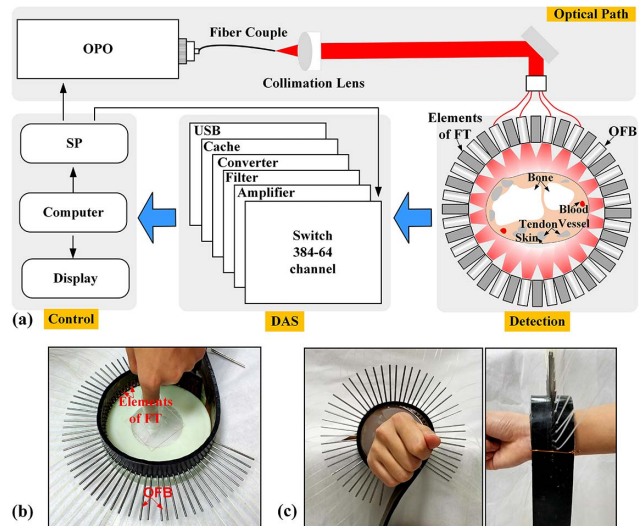 Optical Path
OPO
Fiber Couple
Collimation Lens
Elements
of FT
OFB
Bone
Blood
Vessel
Tendon
Skin
SP
Computer
Display
USB
Cache
Converter
Filter
Amplifier
Switch
384-64
channel
(a)
Control
DAS
Detection
Elements
of FT
OFB
(b)
(c)